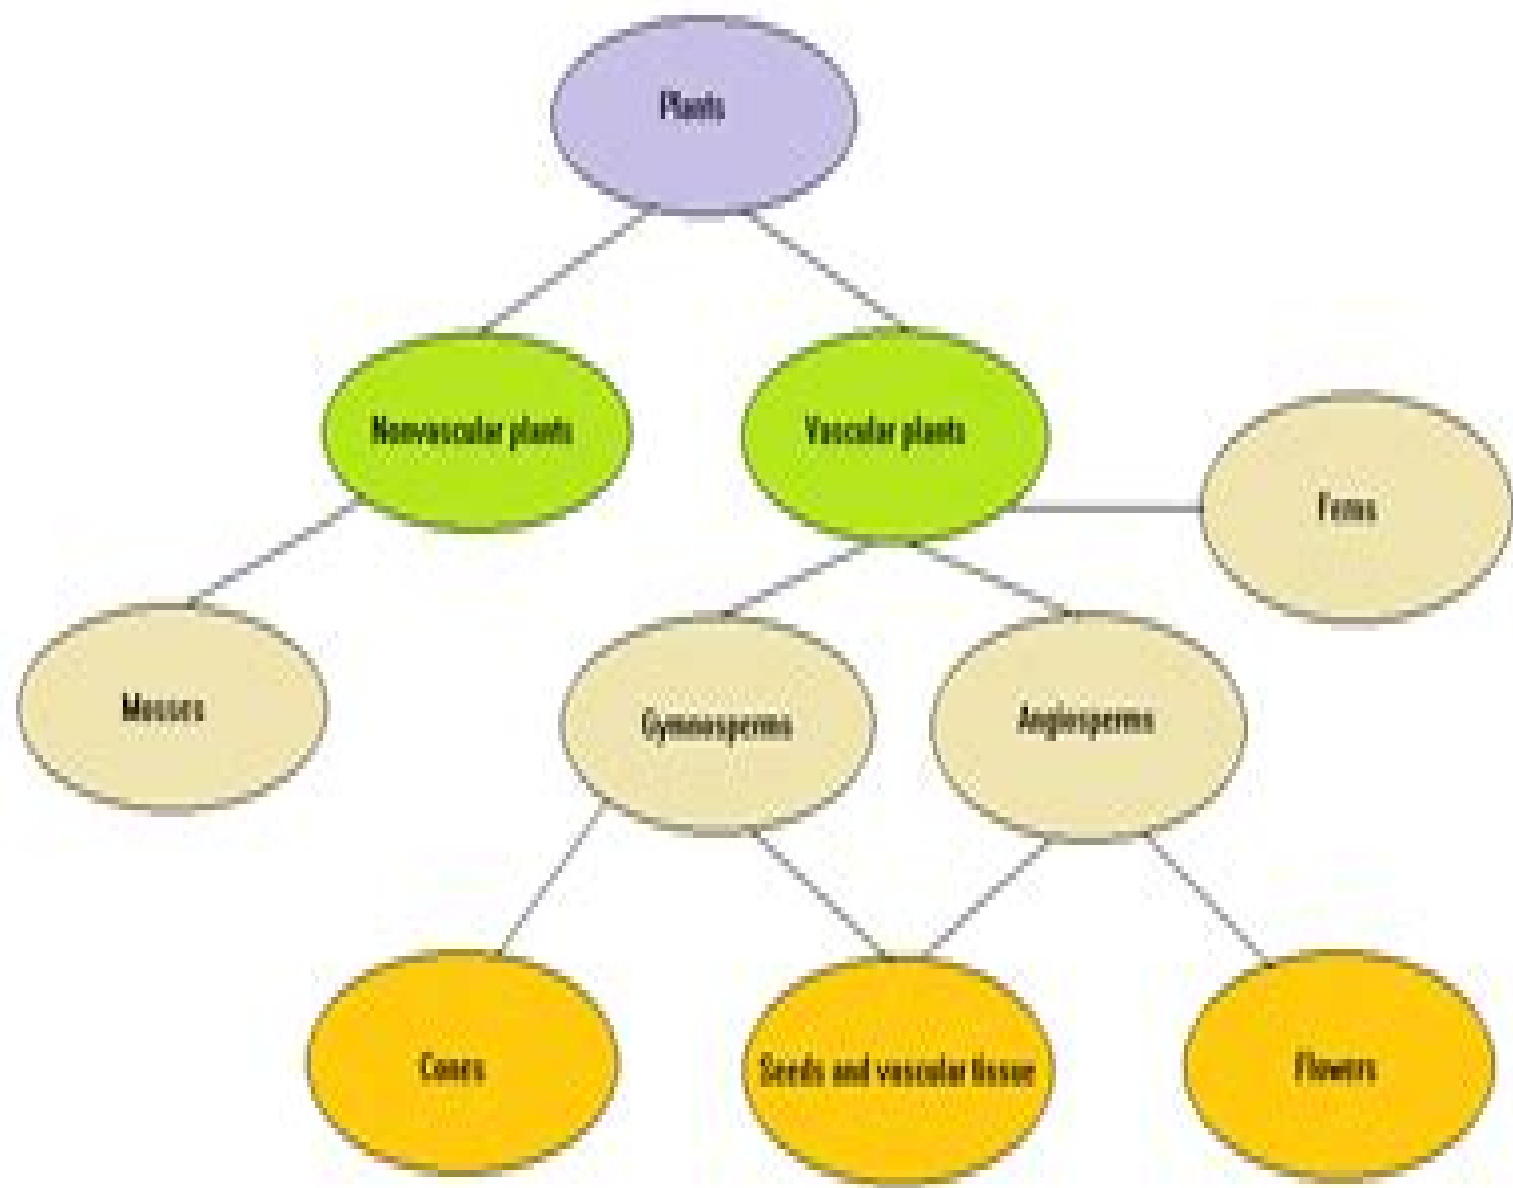 Plants
Nonvascular plants
Vascular plants
Ferns
Mosses
Gymnosperms
Angiosperms
Cones
Seeds and vascular tissue
Flowers